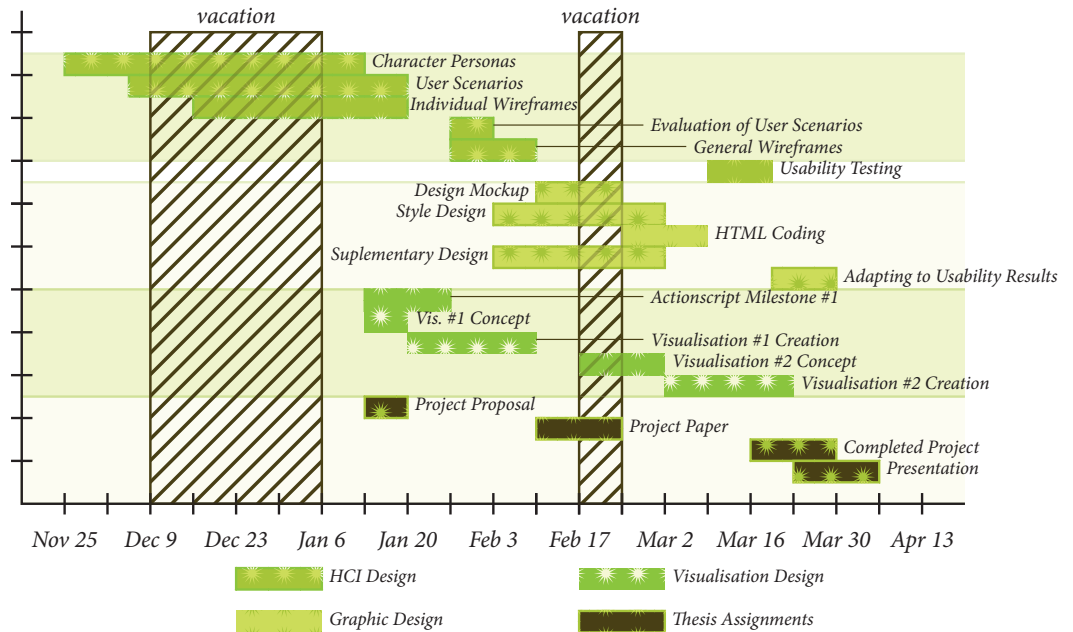 vacation vacation
Character Personas
User Scenarios
Individual Wireframes
Evaluation of User Scenarios
General Wireframes
Usability Testing
Design Mockup
Style Design
HTML Coding
Suplementary Design
Adapting to Usability Results
Actionscript Milestone #1
Vis. #1 Concept
Visualisation #1 Creation
Visualisation #2 Concept
Visualisation #2 Creation
Project Proposal
Project Paper
Completed Project
Presentation
Nov 25 Dec 9 Dec 23 Jan 6 Jan 20 Feb 3 Feb 17 Mar 2 Mar 16 Mar 30 Apr 13
HCI Design Visualisation Design
Graphic Design Thesis Assignments